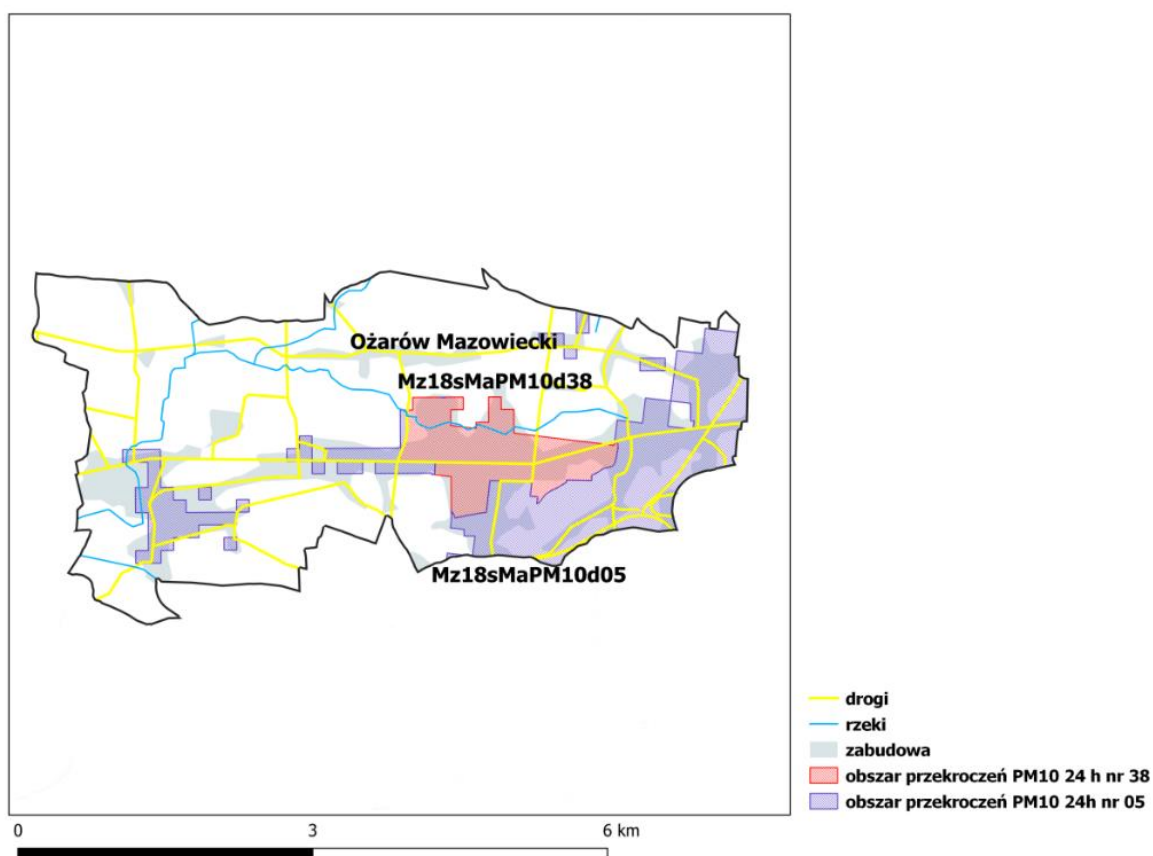 Ożarów Mazowiecki
Mz18sMaPM10d38
Mz18sMaPM10d05
drogi
rzeki
zabudowa
obszar przekroczeń PM10 24 h nr 38
obszar przekroczeń PM10 24h nr 05
0 3 6 km